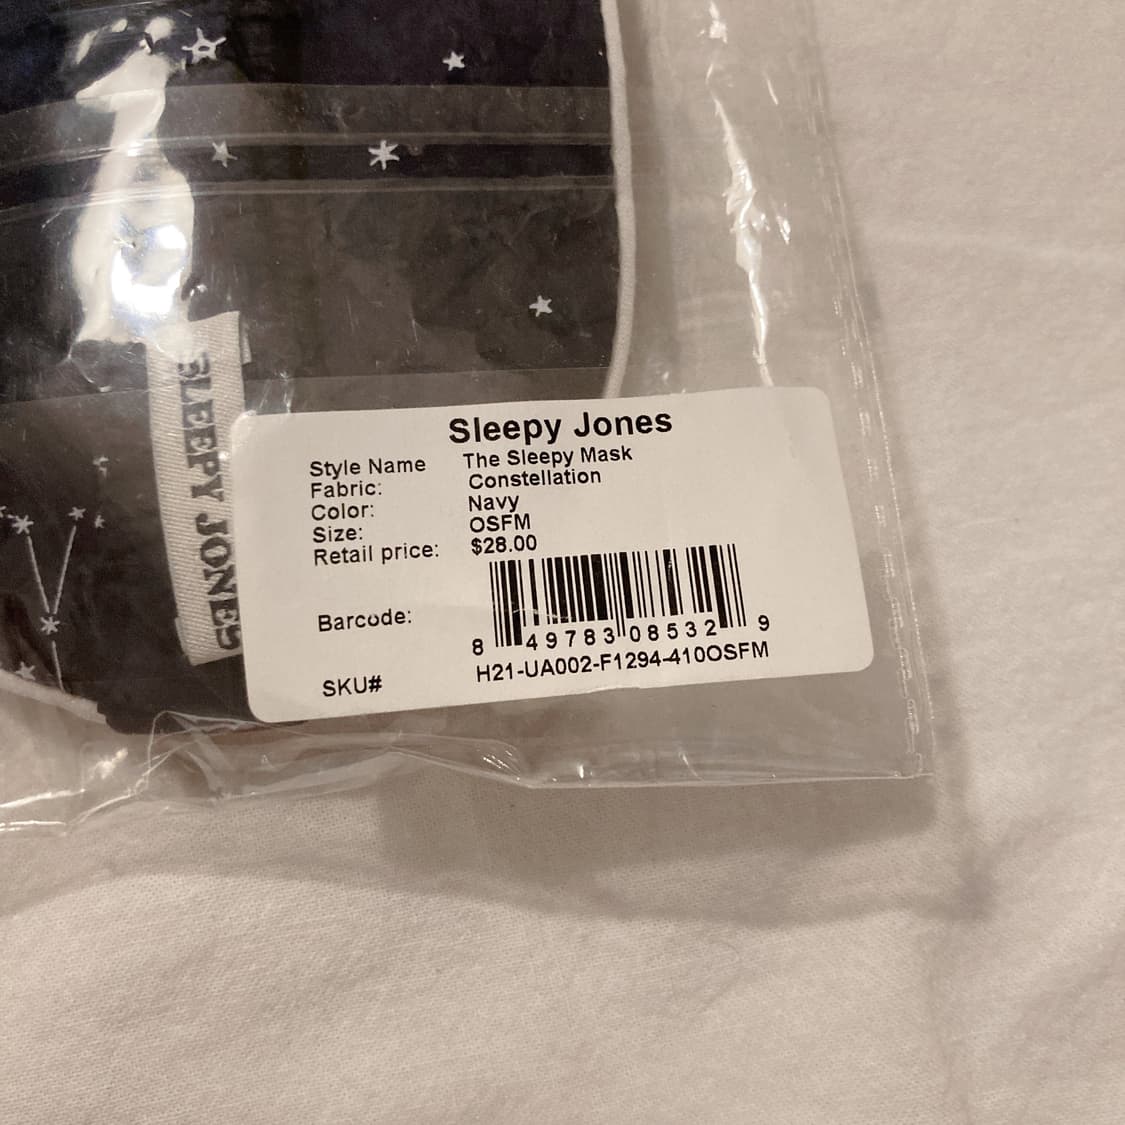 SLEEPY JONES
Sleepy Jones
Style Name The Sleepy Mask
Fabric: Constellation
Color: Navy
Size: OSFM
Retail price: $28.00
Barcode: 8 49783 08532 9
SKU# H21-UA002-F1294-410OSFM